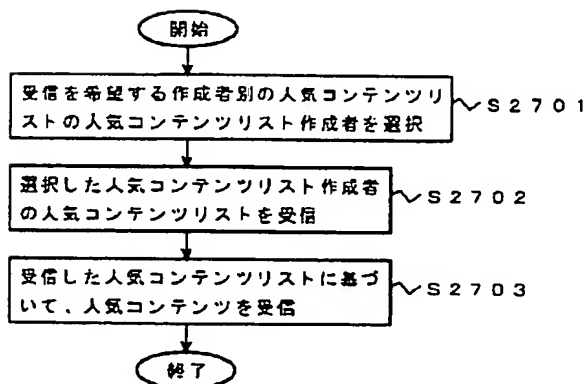 開始
受信を希望する作成者別の人気コンテンツリ
ストの人気コンテンツリスト作成者を選択
S2701
選択した人気コンテンツリスト作成者
の人気コンテンツリストを受信
S2702
受信した人気コンテンツリストに基づ
いて、人気コンテンツを受信
S2703
終了